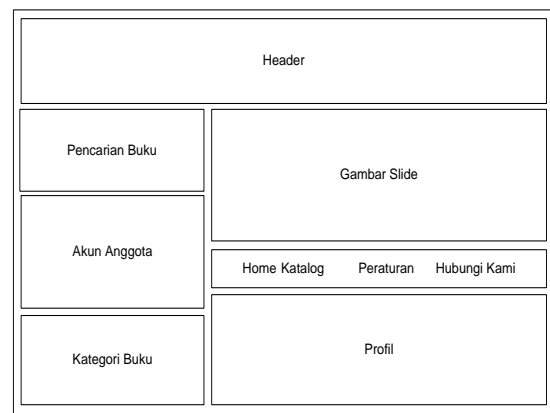 Header
Pencarian Buku
Gambar Slide
Akun Anggota
Home Katalog Peraturan Hubungi Kami
Kategori Buku
Profil